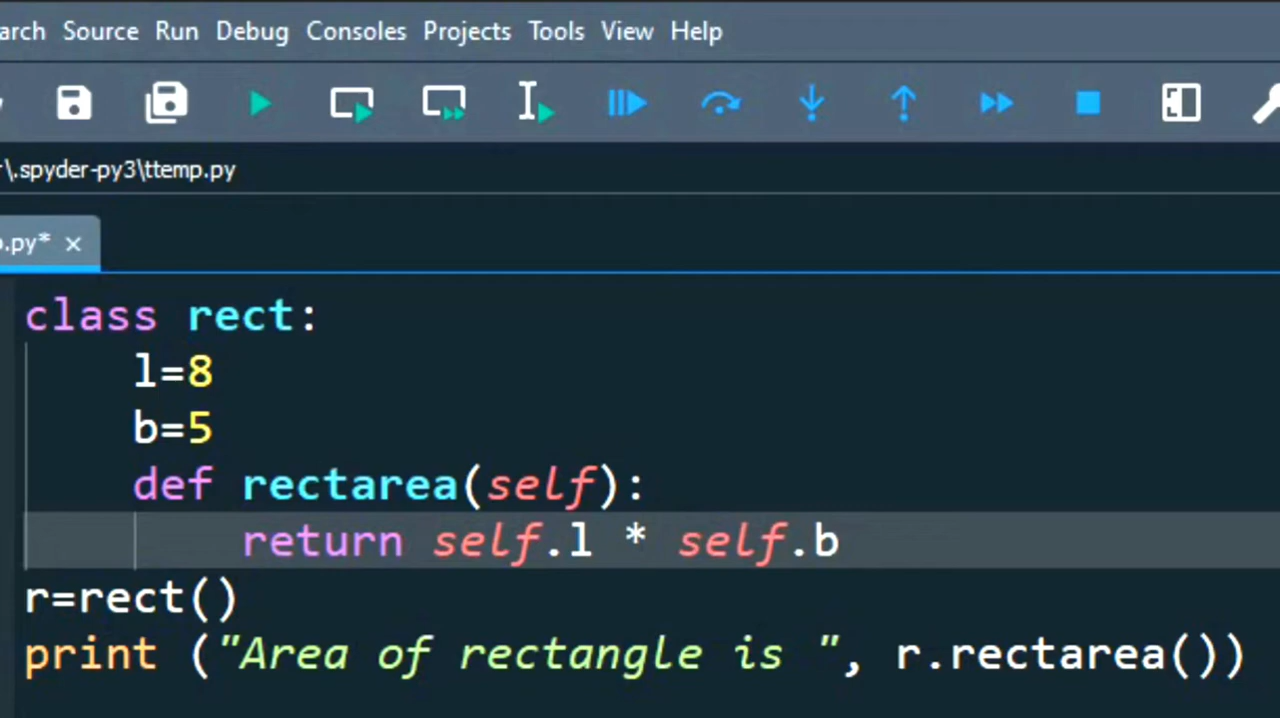 arch Source Run Debug Consoles Projects Tools View Help
r\.spyder-py3\ttemp.py
.py*
class rect:
    l=8
    b=5
    def rectarea(self):
        return self.l * self.b
r=rect()
print ("Area of rectangle is ", r.rectarea())